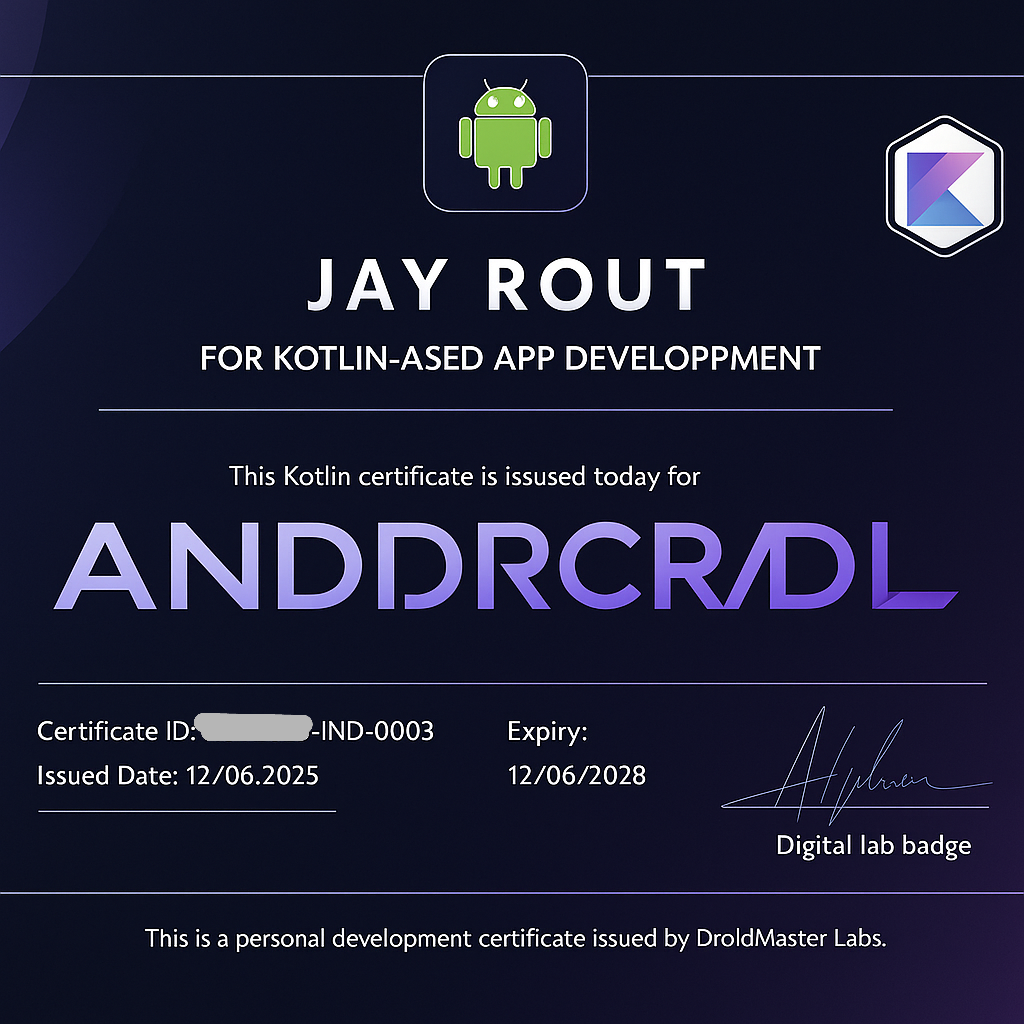 JAY ROUT
FOR KOTLIN-ASED APP DEVELOPPMENT
This Kotlin certificate is issused today for
ANDDRCRDL
Certificate ID: -IND-0003
Issued Date: 12/06.2025
Expiry:
12/06/2028
Digital lab badge
This is a personal development certificate issued by DroldMaster Labs.